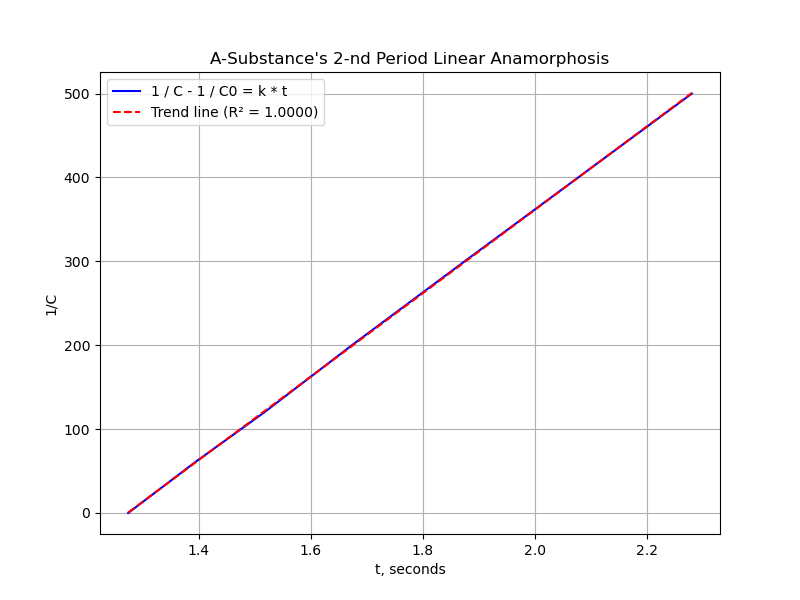 A-Substance's 2-nd Period Linear Anamorphosis
1 / C - 1 / C0 = k * t
Trend line (R² = 1.0000)
500
400
300
200
100
0
1/C
1.4 1.6 1.8 2.0 2.2
t, seconds